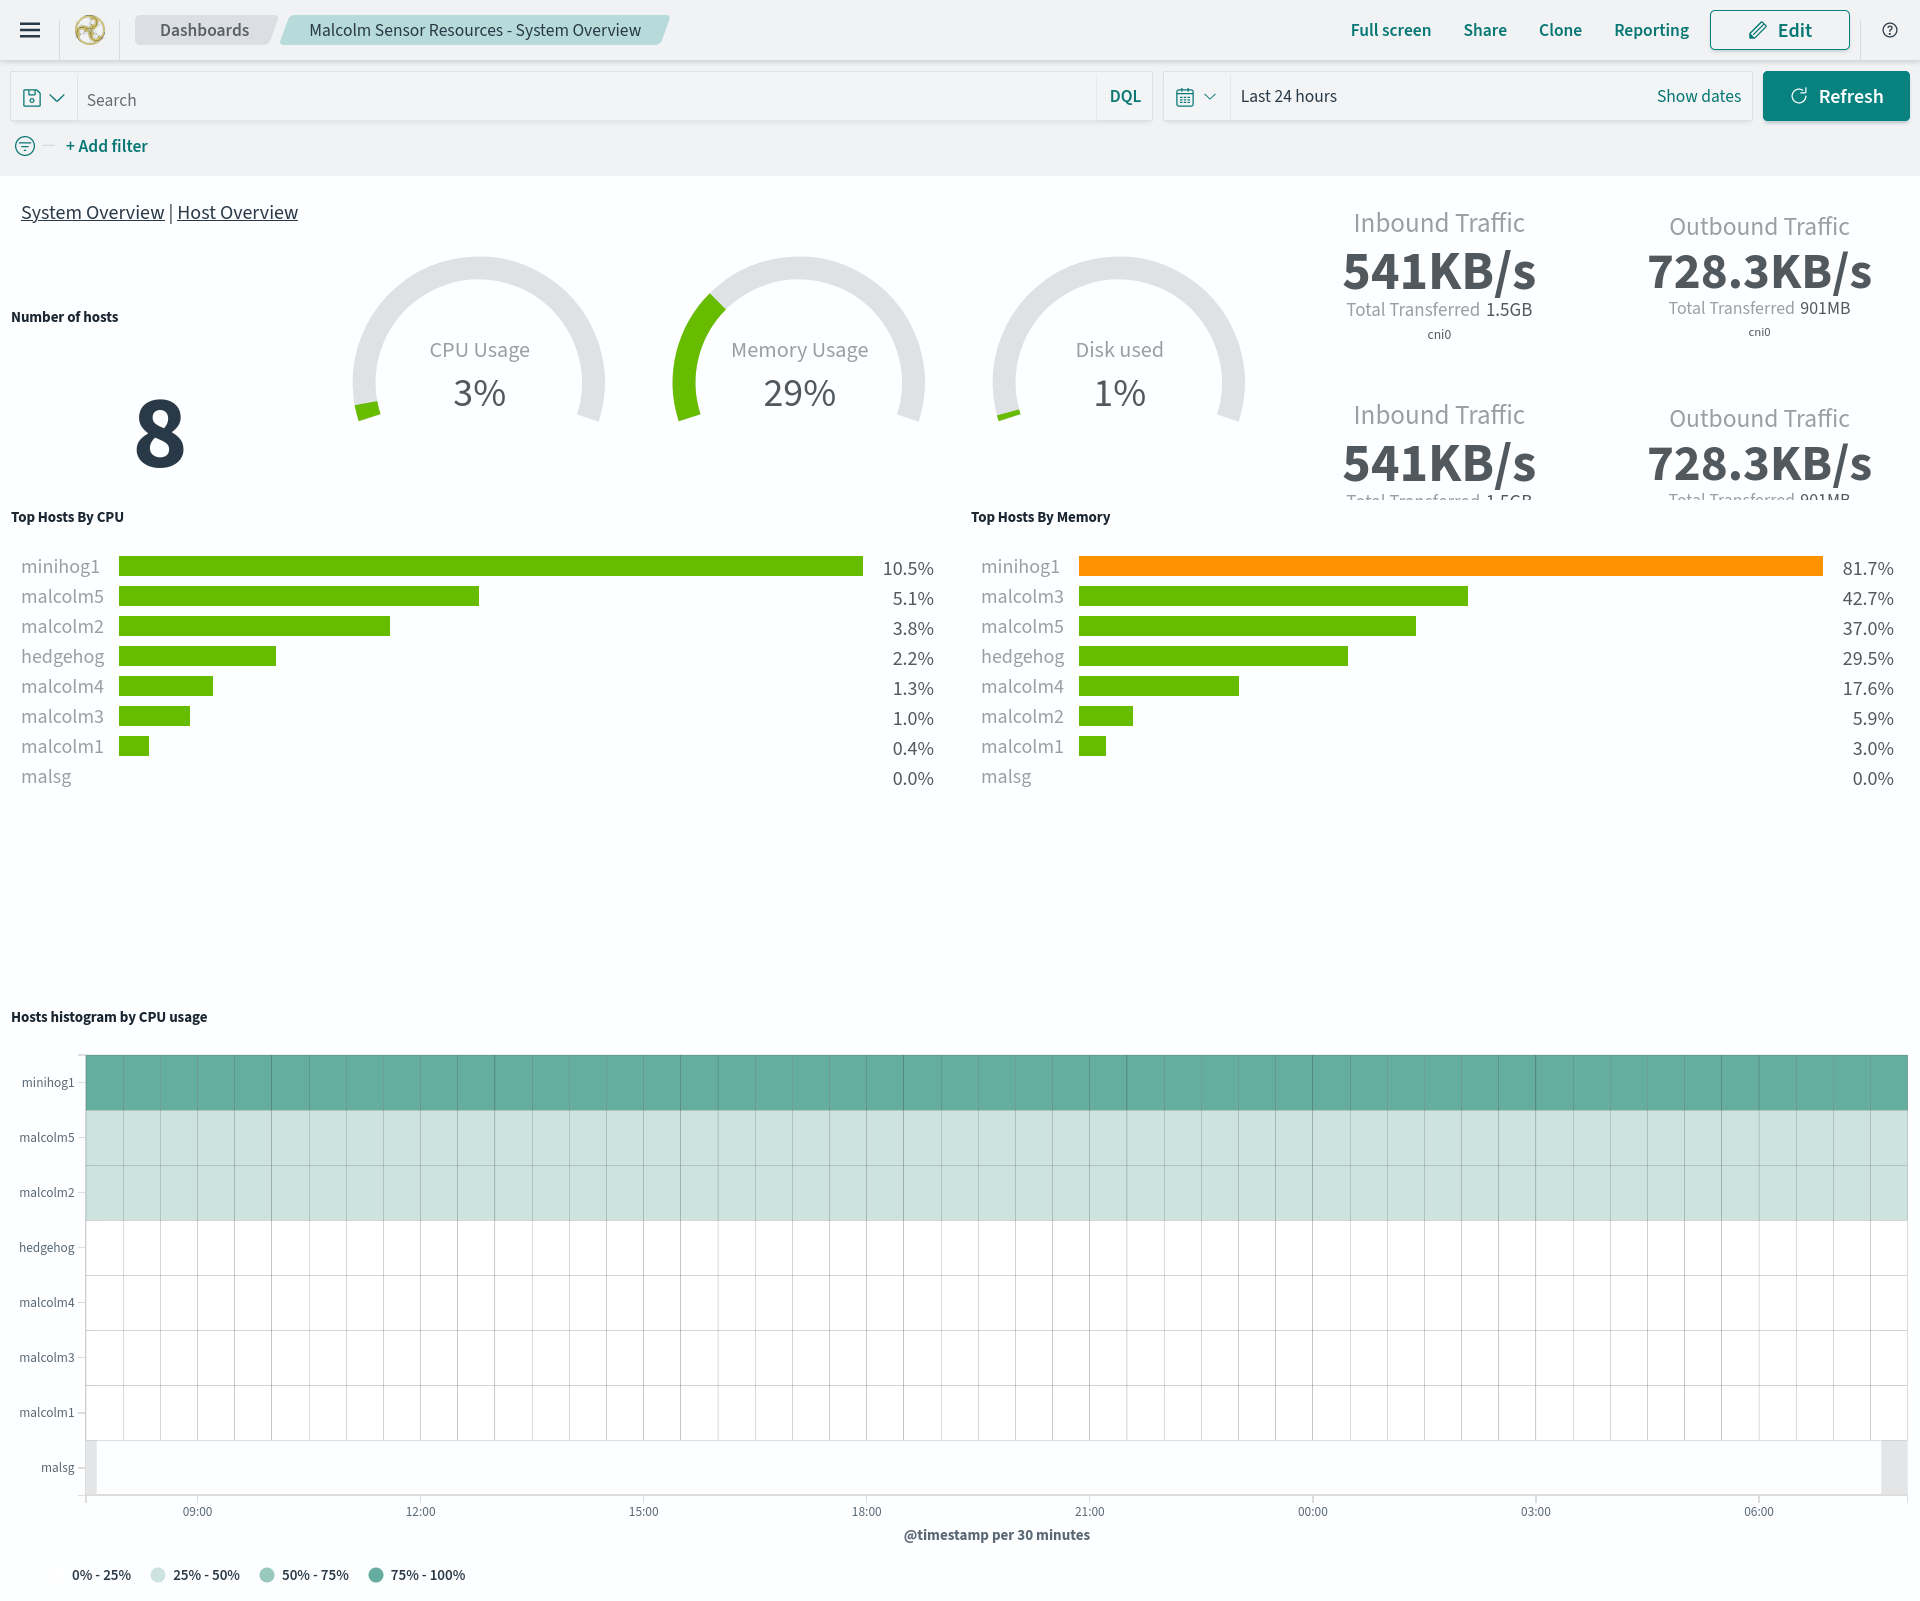 Dashboards
Malcolm Sensor Resources - System Overview
Full screen
Share
Clone
Reporting
Edit
Search
DQL
Last 24 hours
Show dates
Refresh
+ Add filter
System Overview | Host Overview
Number of hosts
8
CPU Usage
3%
Memory Usage
29%
Disk used
1%
Inbound Traffic
541KB/s
Total Transferred 1.5GB
cni0
Outbound Traffic
728.3KB/s
Total Transferred 901MB
cni0
Inbound Traffic
541KB/s
Total Transferred 1.5GB
Outbound Traffic
728.3KB/s
Total Transferred 901MB
Top Hosts By CPU
minihog1 10.5%
malcolm5 5.1%
malcolm2 3.8%
hedgehog 2.2%
malcolm4 1.3%
malcolm3 1.0%
malcolm1 0.4%
malsg 0.0%
Top Hosts By Memory
minihog1 81.7%
malcolm3 42.7%
malcolm5 37.0%
hedgehog 29.5%
malcolm4 17.6%
malcolm2 5.9%
malcolm1 3.0%
malsg 0.0%
Hosts histogram by CPU usage
minihog1
malcolm5
malcolm2
hedgehog
malcolm4
malcolm3
malcolm1
malsg
09:00 12:00 15:00 18:00 21:00 00:00 03:00 06:00
@timestamp per 30 minutes
0% - 25% 25% - 50% 50% - 75% 75% - 100%